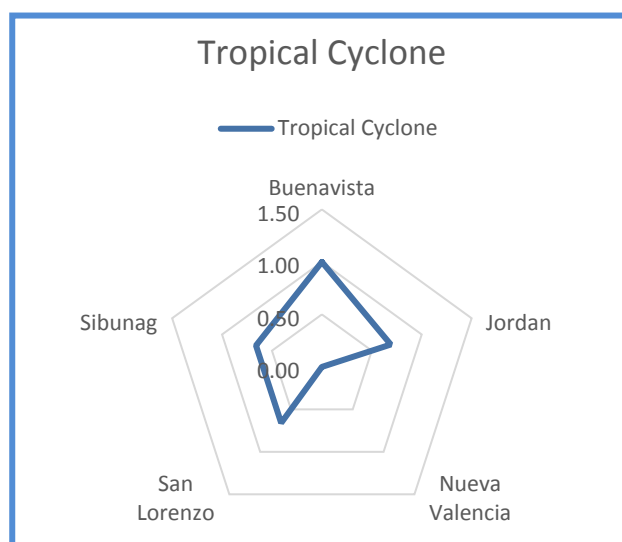 Tropical Cyclone
Tropical Cyclone
Buenavista
1.50
1.00
0.50
0.00
Sibunag
Jordan
San
Lorenzo
Nueva
Valencia